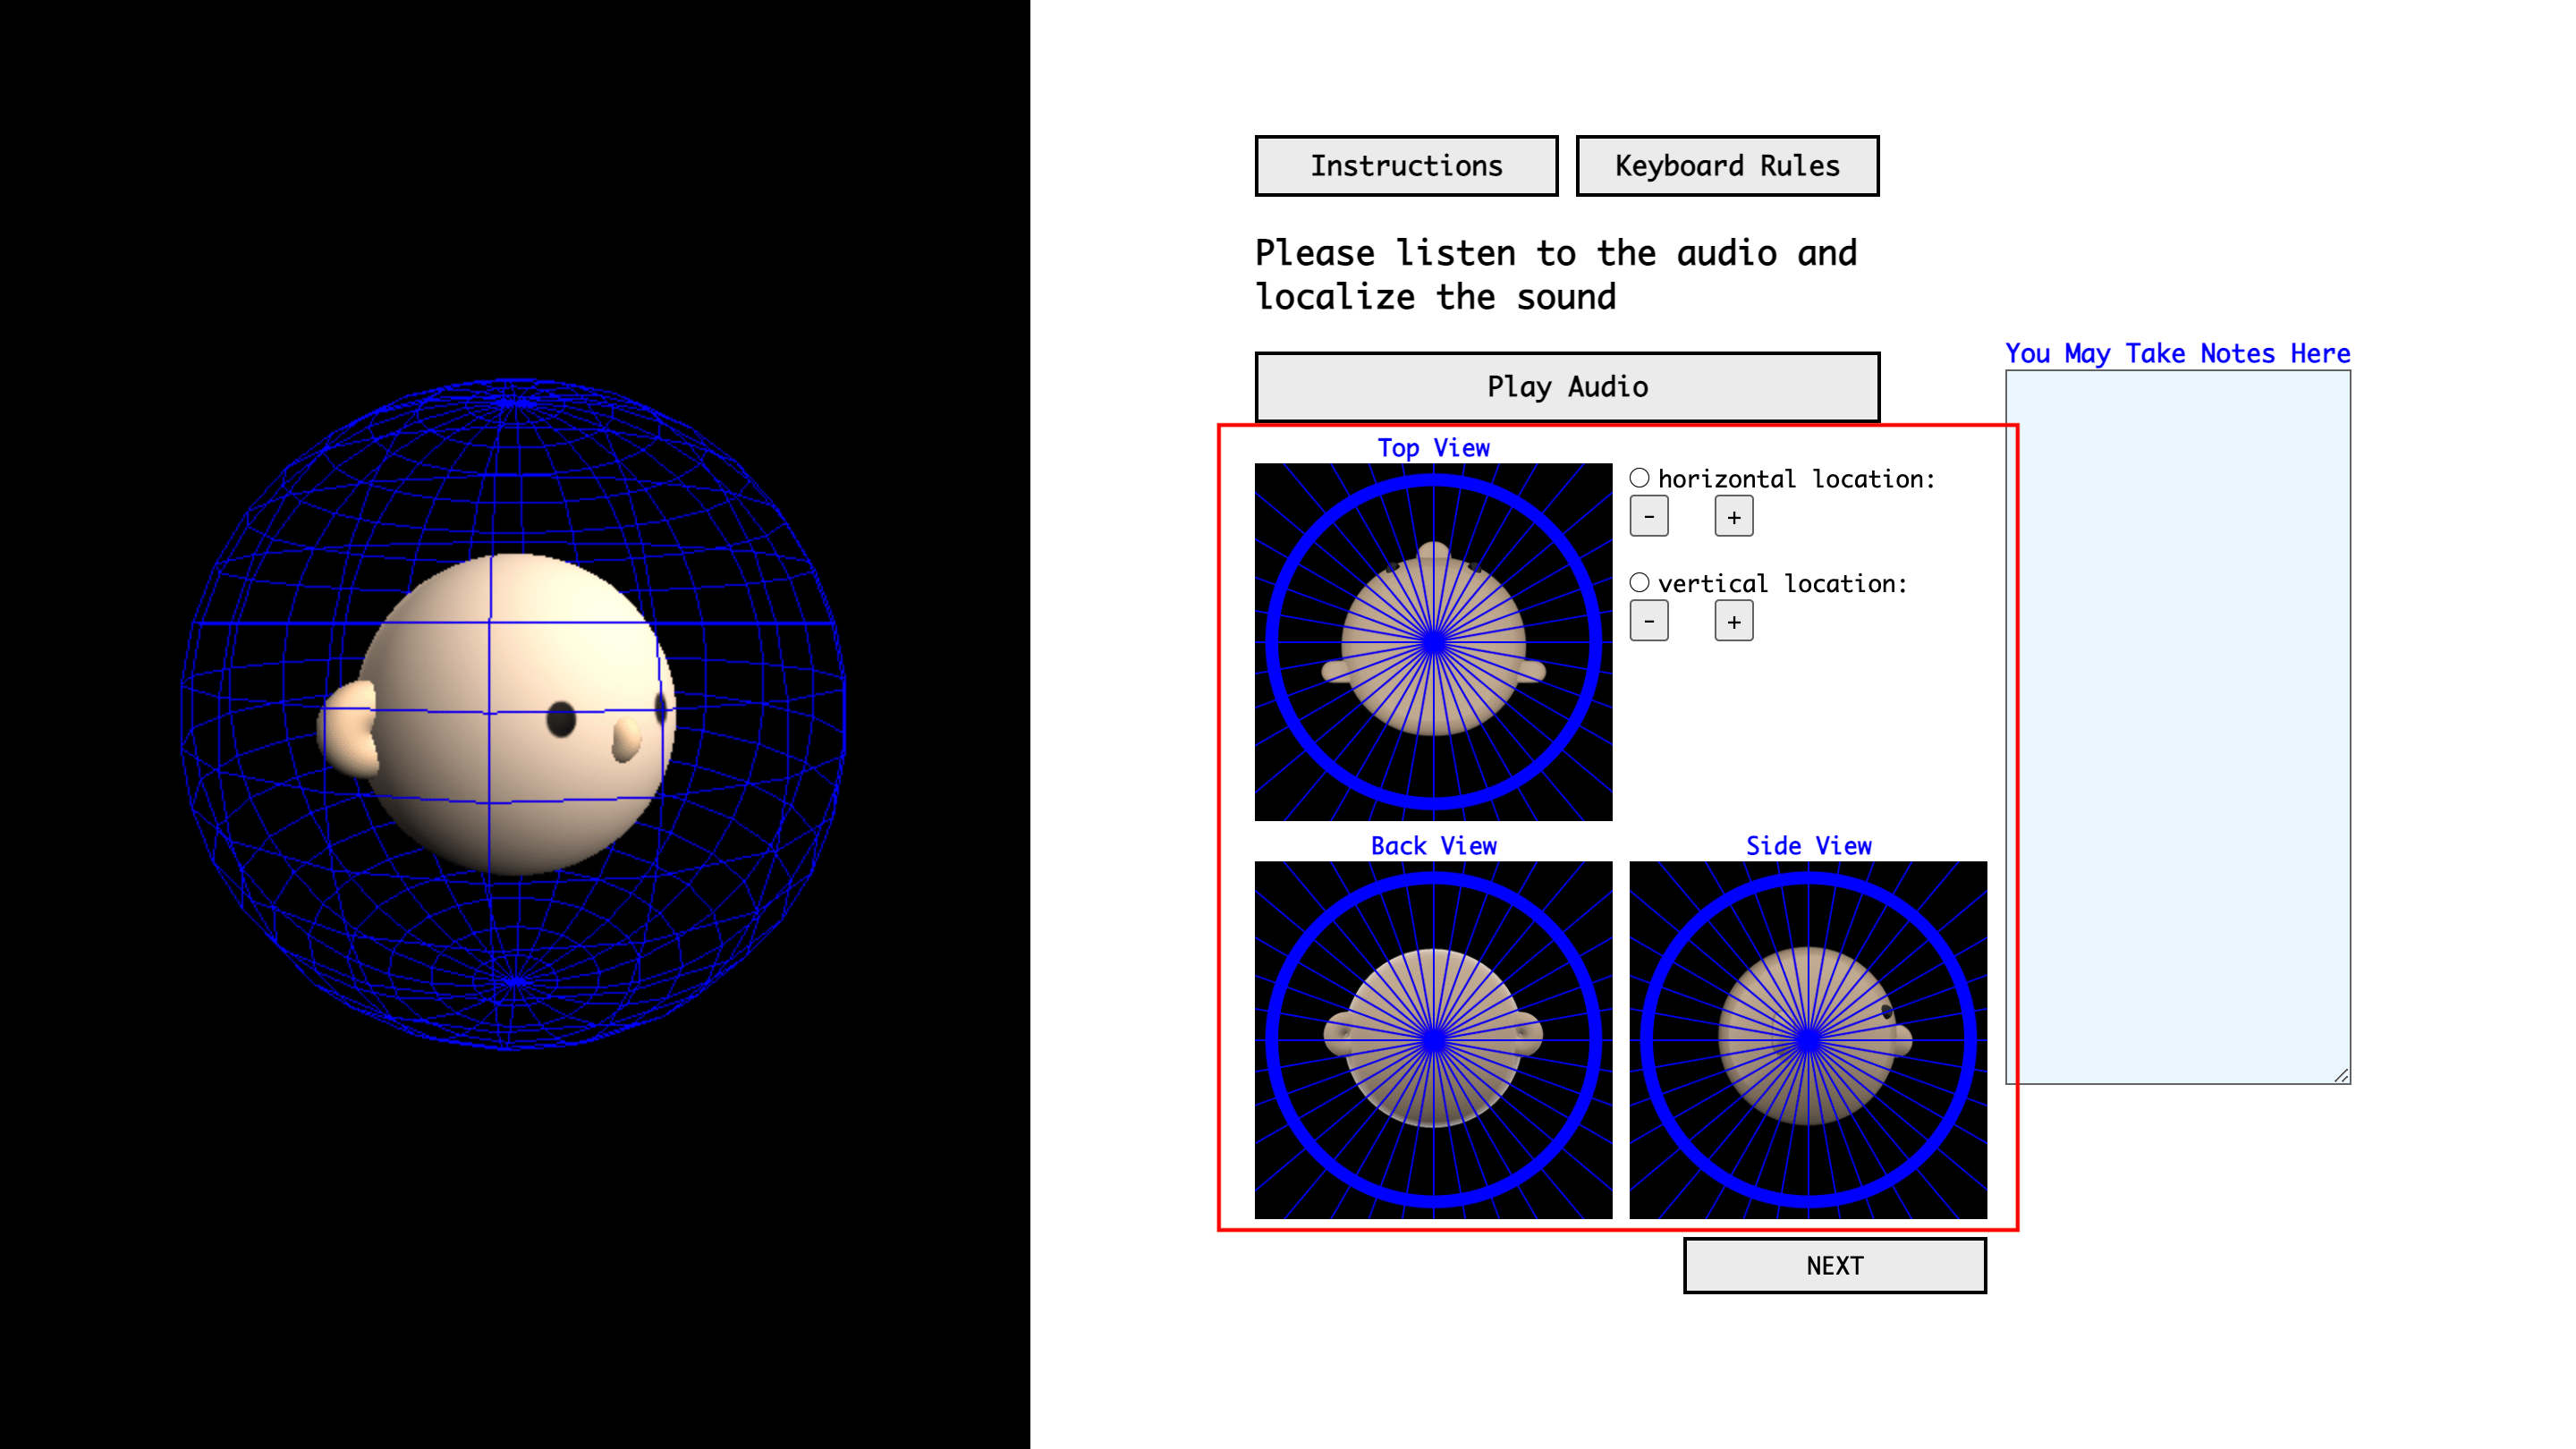 Instructions
Keyboard Rules
Please listen to the audio and
localize the sound
You May Take Notes Here
Play Audio
Top View
horizontal location:
-
+
vertical location:
-
+
Back View
Side View
NEXT